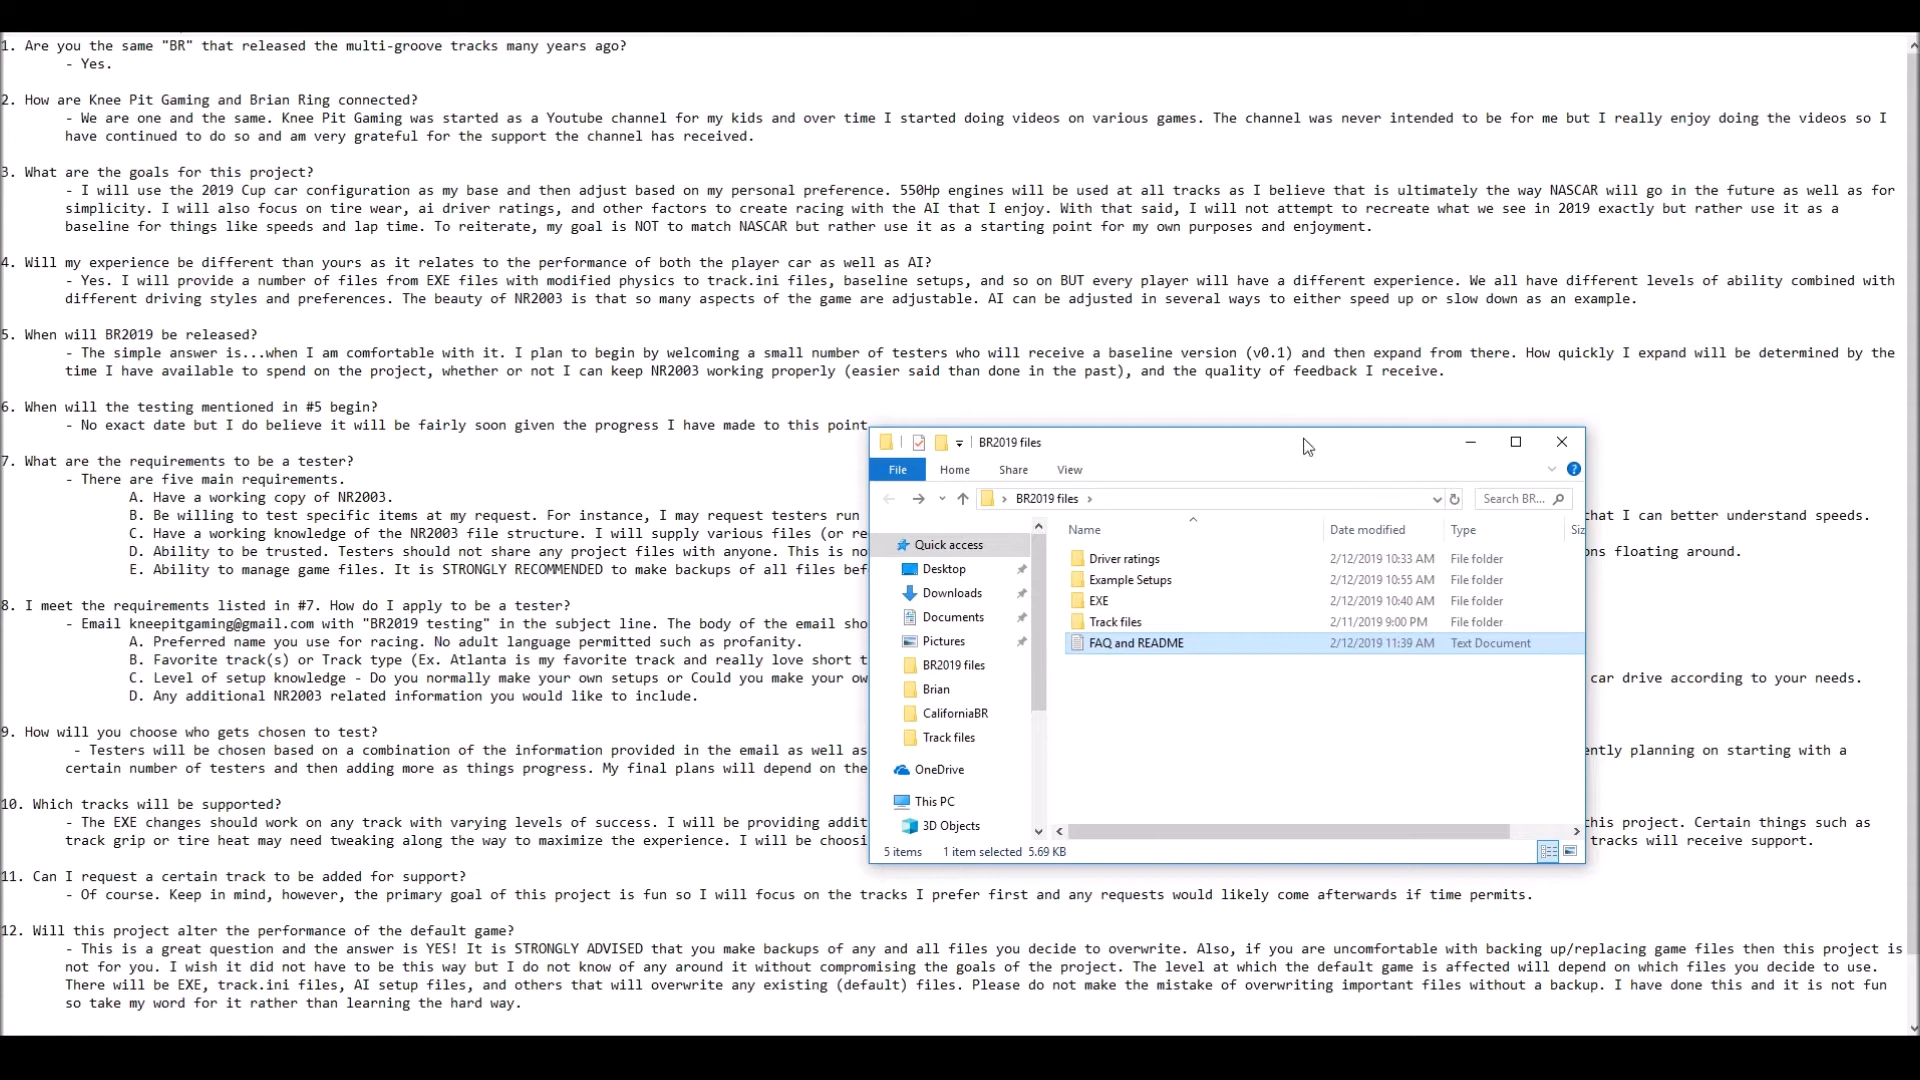 1. Are you the same "BR" that released the multi-groove tracks many years ago?
- Yes.
2. How are Knee Pit Gaming and Brian Ring connected?
- We are one and the same. Knee Pit Gaming was started as a Youtube channel for my kids and over time I started doing videos on various games. The channel was never intended to be for me but I really enjoy doing the videos so I
have continued to do so and am very grateful for the support the channel has received.
3. What are the goals for this project?
- I will use the 2019 Cup car configuration as my base and then adjust based on my personal preference. 550Hp engines will be used at all tracks as I believe that is ultimately the way NASCAR will go in the future as well as for
simplicity. I will also focus on tire wear, ai driver ratings, and other factors to create racing with the AI that I enjoy. With that said, I will not attempt to recreate what we see in 2019 exactly but rather use it as a
baseline for things like speeds and lap time. To reiterate, my goal is NOT to match NASCAR but rather use it as a starting point for my own purposes and enjoyment.
4. Will my experience be different than yours as it relates to the performance of both the player car as well as AI?
- Yes. I will provide a number of files from EXE files with modified physics to track.ini files, baseline setups, and so on BUT every player will have a different experience. We all have different levels of ability combined with
different driving styles and preferences. The beauty of NR2003 is that so many aspects of the game are adjustable. AI can be adjusted in several ways to either speed up or slow down as an example.
5. When will BR2019 be released?
- The simple answer is...when I am comfortable with it. I plan to begin by welcoming a small number of testers who will receive a baseline version (v0.1) and then expand from there. How quickly I expand will be determined by the
time I have available to spend on the project, whether or not I can keep NR2003 working properly (easier said than done in the past), and the quality of feedback I receive.
6. When will the testing mentioned in #5 begin?
- No exact date but I do believe it will be fairly soon given the progress I have made to this point
7. What are the requirements to be a tester?
- There are five main requirements.
A. Have a working copy of NR2003.
B. Be willing to test specific items at my request. For instance, I may request testers run that I can better understand speeds.
C. Have a working knowledge of the NR2003 file structure. I will supply various files (or re
D. Ability to be trusted. Testers should not share any project files with anyone. This is no ons floating around.
E. Ability to manage game files. It is STRONGLY RECOMMENDED to make backups of all files bef
8. I meet the requirements listed in #7. How do I apply to be a tester?
- Email kneepitgaming@gmail.com with "BR2019 testing" in the subject line. The body of the email sho
A. Preferred name you use for racing. No adult language permitted such as profanity.
B. Favorite track(s) or Track type (Ex. Atlanta is my favorite track and really love short t
C. Level of setup knowledge - Do you normally make your own setups or Could you make your ow car drive according to your needs.
D. Any additional NR2003 related information you would like to include.
9. How will you choose who gets chosen to test?
- Testers will be chosen based on a combination of the information provided in the email as well as ently planning on starting with a
certain number of testers and then adding more as things progress. My final plans will depend on the
10. Which tracks will be supported?
- The EXE changes should work on any track with varying levels of success. I will be providing addit his project. Certain things such as
track grip or tire heat may need tweaking along the way to maximize the experience. I will be choosi tracks will receive support.
11. Can I request a certain track to be added for support?
- Of course. Keep in mind, however, the primary goal of this project is fun so I will focus on the tracks I prefer first and any requests would likely come afterwards if time permits.
12. Will this project alter the performance of the default game?
- This is a great question and the answer is YES! It is STRONGLY ADVISED that you make backups of any and all files you decide to overwrite. Also, if you are uncomfortable with backing up/replacing game files then this project is
not for you. I wish it did not have to be this way but I do not know of any around it without compromising the goals of the project. The level at which the default game is affected will depend on which files you decide to use.
There will be EXE, track.ini files, AI setup files, and others that will overwrite any existing (default) files. Please do not make the mistake of overwriting important files without a backup. I have done this and it is not fun
so take my word for it rather than learning the hard way.
BR2019 files
File Home Share View
BR2019 files
Search BR...
Name Date modified Type Siz
Quick access
Desktop
Downloads
Documents
Pictures
BR2019 files
Brian
CaliforniaBR
Track files
OneDrive
This PC
3D Objects
Driver ratings 2/12/2019 10:33 AM File folder
Example Setups 2/12/2019 10:55 AM File folder
EXE 2/12/2019 10:40 AM File folder
Track files 2/11/2019 9:00 PM File folder
FAQ and README 2/12/2019 11:39 AM Text Document
5 items 1 item selected 5.69 KB